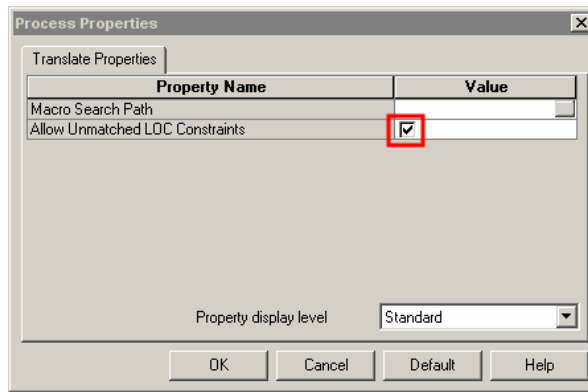 Process Properties
Translate Properties
Property Name Value
Macro Search Path
Allow Unmatched LOC Constraints
Property display level Standard
OK Cancel Default Help